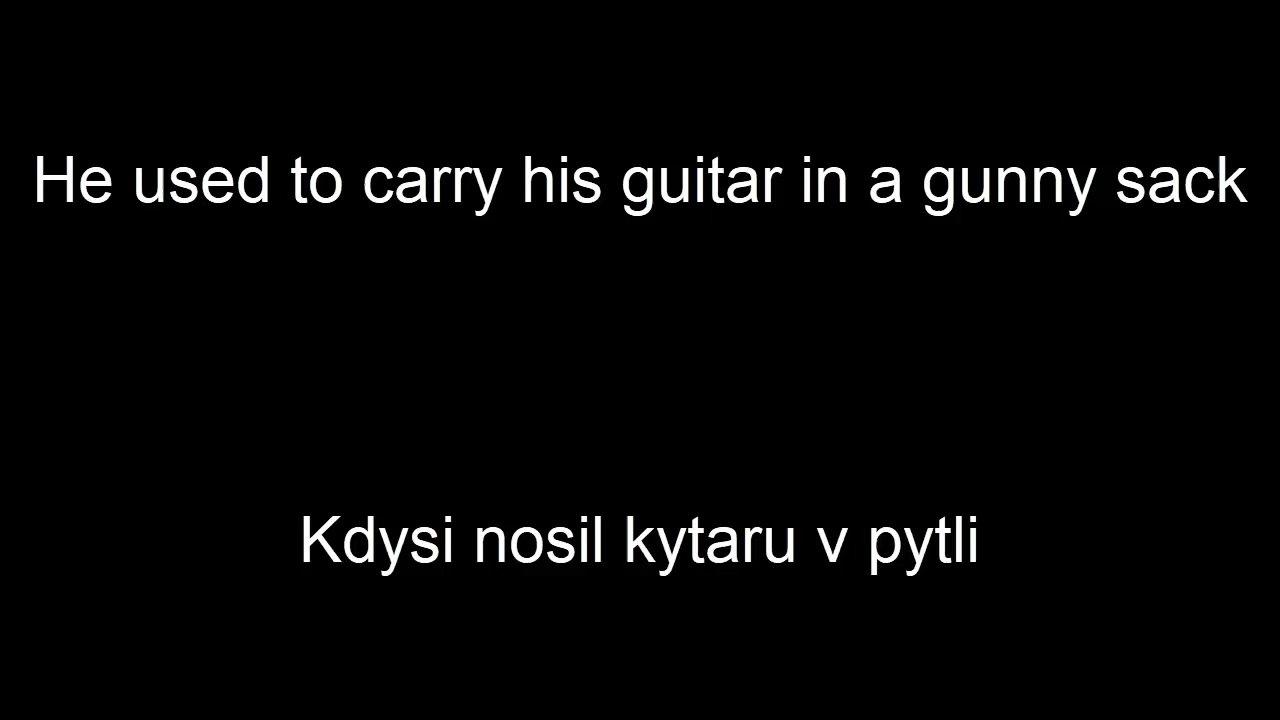 He used to carry his guitar in a gunny sack
Kdysi nosil kytaru v pytli